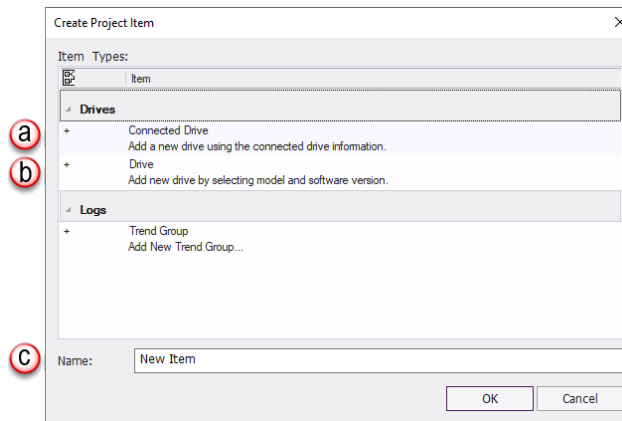 Create Project Item
Item Types:
Item
Drives
a
Connected Drive
Add a new drive using the connected drive information.
b
Drive
Add new drive by selecting model and software version.
Logs
Trend Group
Add New Trend Group...
c
Name: New Item
OK Cancel